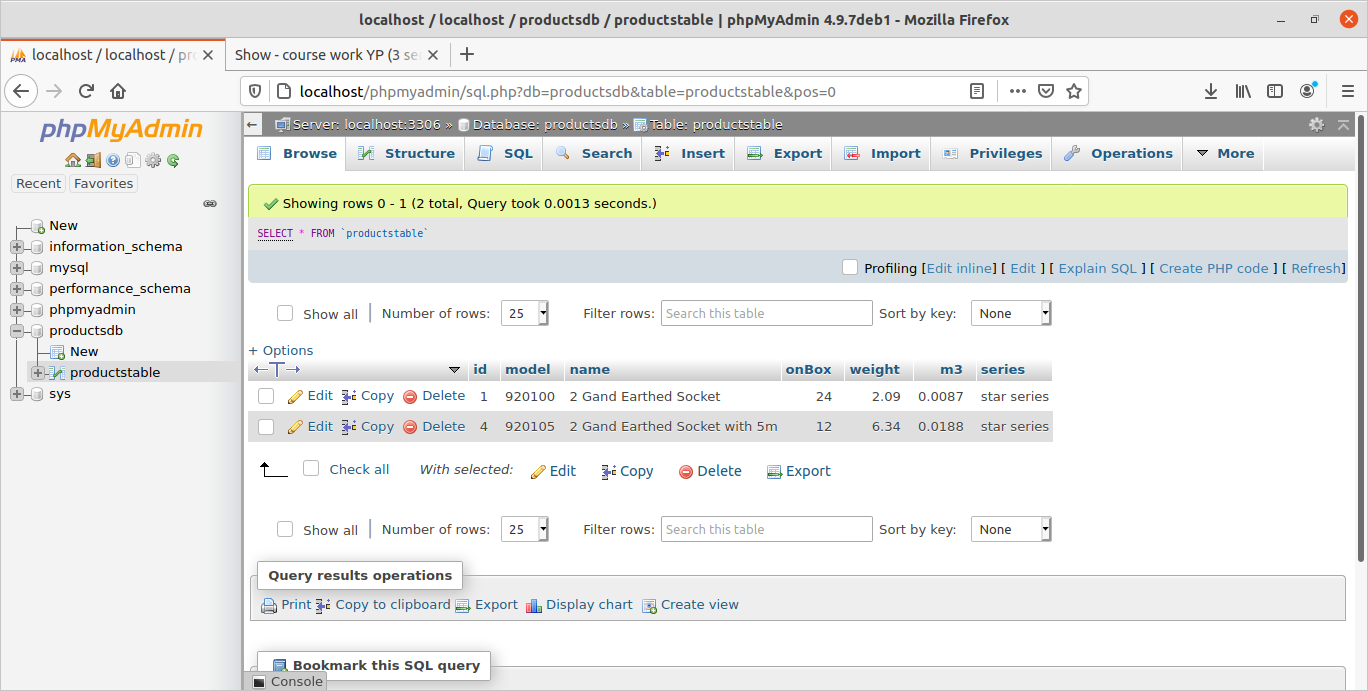 localhost / localhost / productsdb / productstable | phpMyAdmin 4.9.7deb1 - Mozilla Firefox
localhost / localhost / pr
Show - course work YP (3 se
localhost/phpmyadmin/sql.php?db=productsdb&table=productstable&pos=0
phpMyAdmin
Recent Favorites
New
information_schema
mysql
performance_schema
phpmyadmin
productsdb
New
productstable
sys
Server: localhost:3306 » Database: productsdb » Table: productstable
Browse Structure SQL Search Insert Export Import Privileges Operations More
Showing rows 0 - 1 (2 total, Query took 0.0013 seconds.)
SELECT * FROM `productstable`
Profiling [Edit inline] [ Edit ] [ Explain SQL ] [ Create PHP code ] [ Refresh]
Show all | Number of rows: 25 Filter rows: Search this table Sort by key: None
+ Options
←T→ id model name onBox weight m3 series
Edit Copy Delete 1 920100 2 Gand Earthed Socket 24 2.09 0.0087 star series
Edit Copy Delete 4 920105 2 Gand Earthed Socket with 5m 12 6.34 0.0188 star series
Check all With selected: Edit Copy Delete Export
Show all | Number of rows: 25 Filter rows: Search this table Sort by key: None
Query results operations
Print Copy to clipboard Export Display chart Create view
Bookmark this SQL query
Console